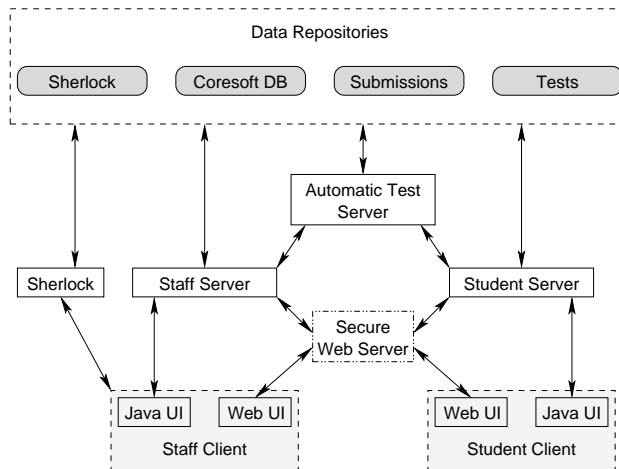 Data Repositories
Sherlock
Coresoft DB
Submissions
Tests
Automatic Test
Server
Sherlock
Staff Server
Student Server
Secure
Web Server
Java UI
Web UI
Web UI
Java UI
Staff Client
Student Client